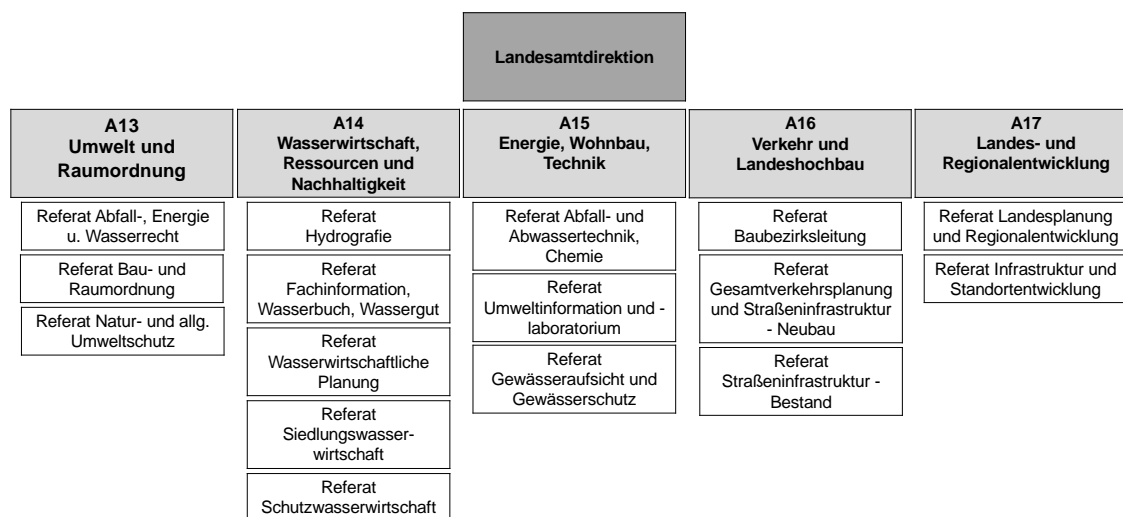 Landesamtdirektion
A13
Umwelt und
Raumordnung
Referat Abfall-, Energie
u. Wasserrecht
Referat Bau- und
Raumordnung
Referat Natur- und allg.
Umweltschutz
A14
Wasserwirtschaft,
Ressourcen und
Nachhaltigkeit
Referat
Hydrografie
Referat
Fachinformation,
Wasserbuch, Wassergut
Referat
Wasserwirtschaftliche
Planung
Referat
Siedlungswasser-
wirtschaft
Referat
Schutzwasserwirtschaft
A15
Energie, Wohnbau,
Technik
Referat Abfall- und
Abwassertechnik,
Chemie
Referat
Umweltinformation und -
laboratorium
Referat
Gewässeraufsicht und
Gewässerschutz
A16
Verkehr und
Landeshochbau
Referat
Baubezirksleitung
Referat
Gesamtverkehrsplanung
und Straßeninfrastruktur
- Neubau
Referat
Straßeninfrastruktur -
Bestand
A17
Landes- und
Regionalentwicklung
Referat Landesplanung
und Regionalentwicklung
Referat Infrastruktur und
Standortentwicklung